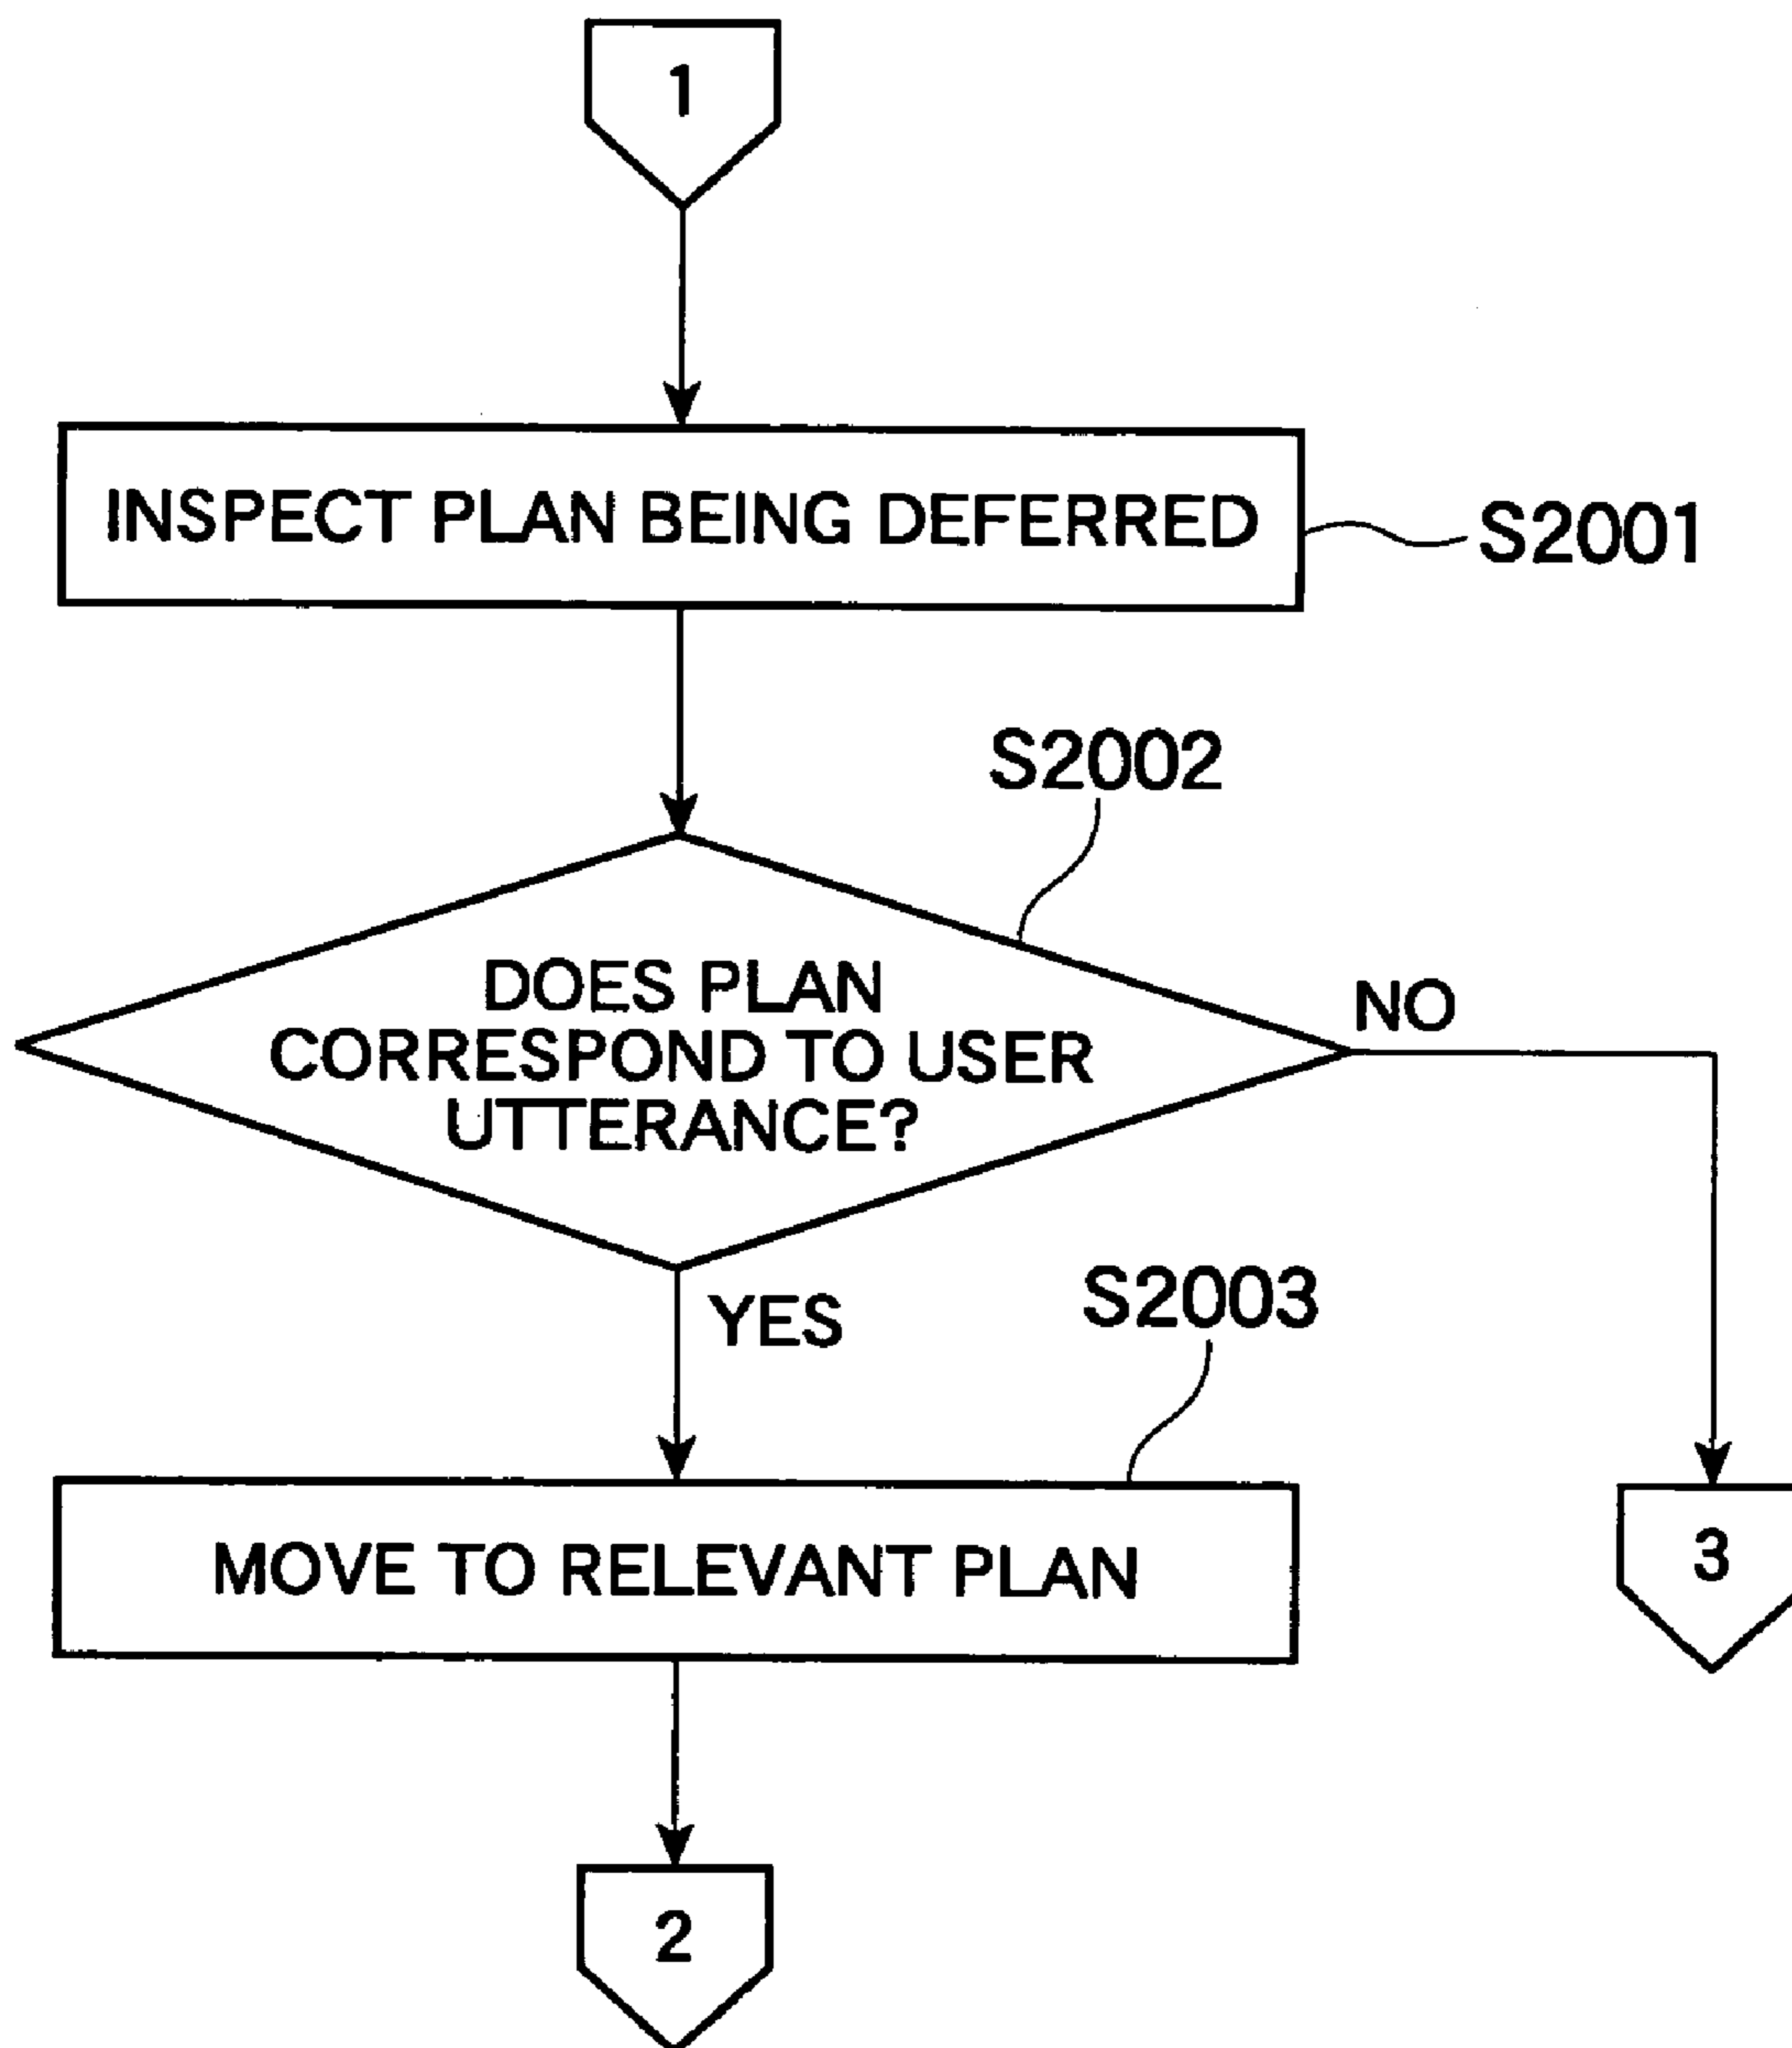 1
INSPECT PLAN BEING DEFERRED
S2001
S2002
DOES PLAN
CORRESPOND TO USER
UTTERANCE?
NO
YES
S2003
MOVE TO RELEVANT PLAN
3
2